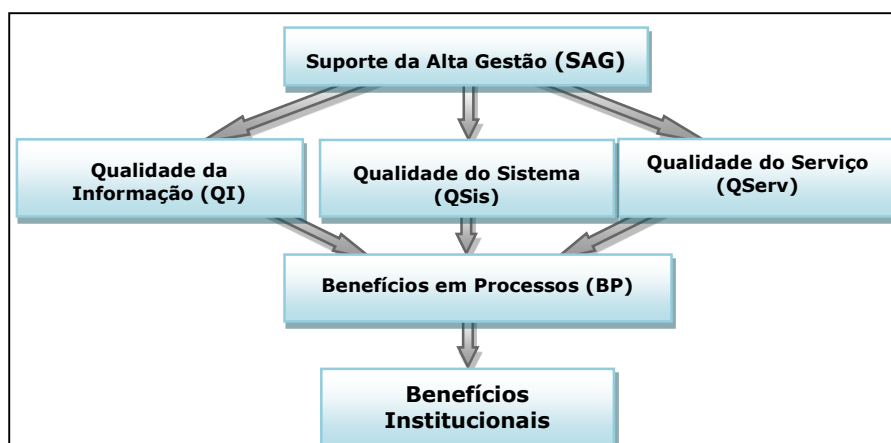 Suporte da Alta Gestão (SAG)
Qualidade da
Informação (QI)
Qualidade do Sistema
(QSis)
Qualidade do Serviço
(QServ)
Benefícios em Processos (BP)
Benefícios
Institucionais